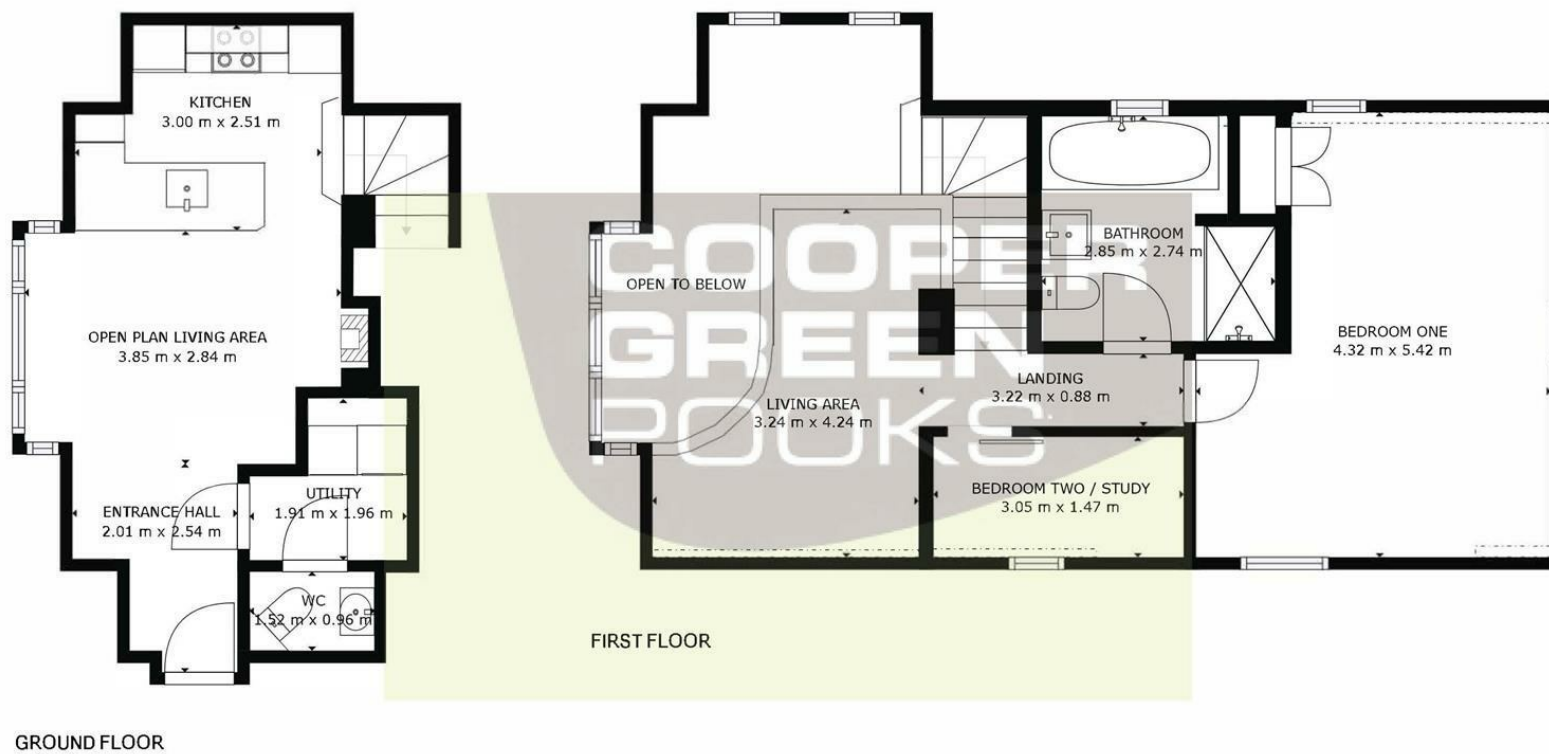 KITCHEN
3.00 m x 2.51 m
OPEN PLAN LIVING AREA
3.85 m x 2.84 m
ENTRANCE HALL
2.01 m x 2.54 m
UTILITY
1.91 m x 1.96 m
WC
1.52 m x 0.96 m
GROUND FLOOR
COOPER
GREEN
POOKS
OPEN TO BELOW
LIVING AREA
3.24 m x 4.24 m
BATHROOM
2.85 m x 2.74 m
LANDING
3.22 m x 0.88 m
BEDROOM ONE
4.32 m x 5.42 m
BEDROOM TWO / STUDY
3.05 m x 1.47 m
FIRST FLOOR